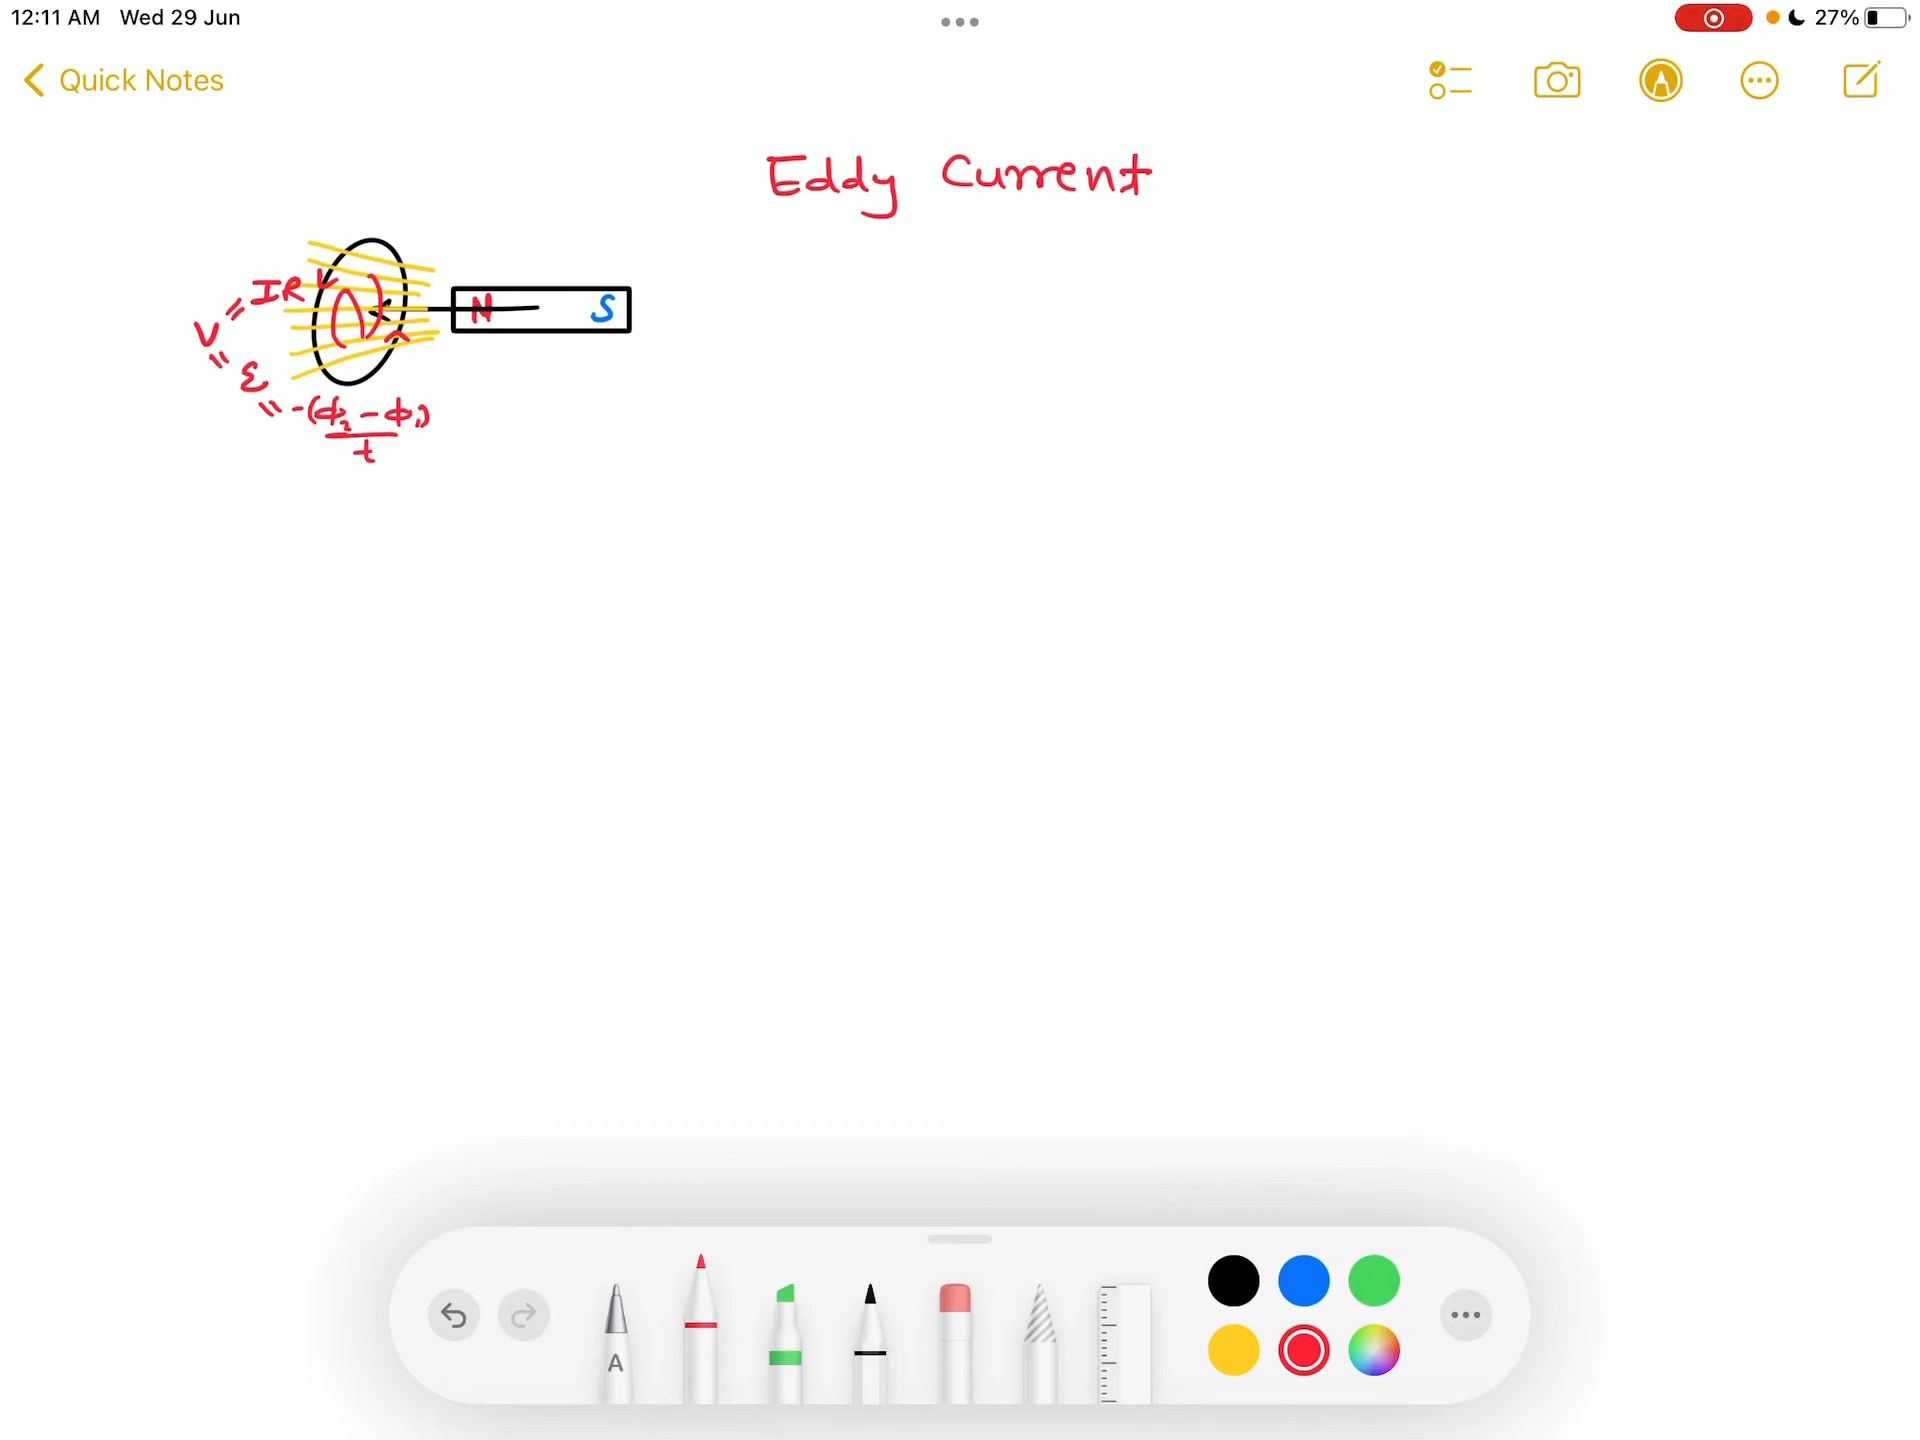 12:11 AM Wed 29 Jun
27%
Quick Notes
Eddy Current
N S
V = IR
= ε
= -(ϕ₂ - ϕ₁)
t
A